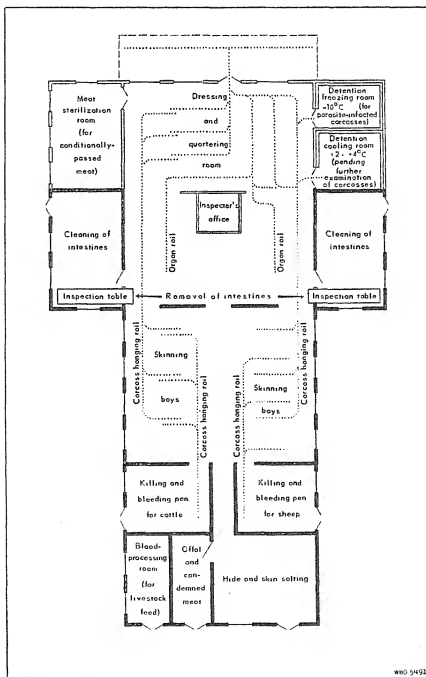 Meat
sterilization
room
(for
conditionally-
passed
meat)
Dressing
and
quartering
room
Detention
freezing room
-10°C (for
parasite-infected
carcasses)
Detention
cooling room
+2 - +4°C
(pending
further
examination
of carcasses)
Cleaning
of intestines
Organ rail
Inspector's
office
Organ rail
Cleaning of
intestines
Inspection table
Removal of intestines
Inspection table
Carcass hanging rail
Skinning
bays
Carcass hanging rail
Carcass hanging rail
Skinning
bays
Carcass hanging rail
Killing and
bleeding pen
for cattle
Killing and
bleeding pen
for sheep
Blood-
processing
room
(for
livestock
feed)
Offal
and
con-
demned
meat
Hide and skin salting
WHO 5492